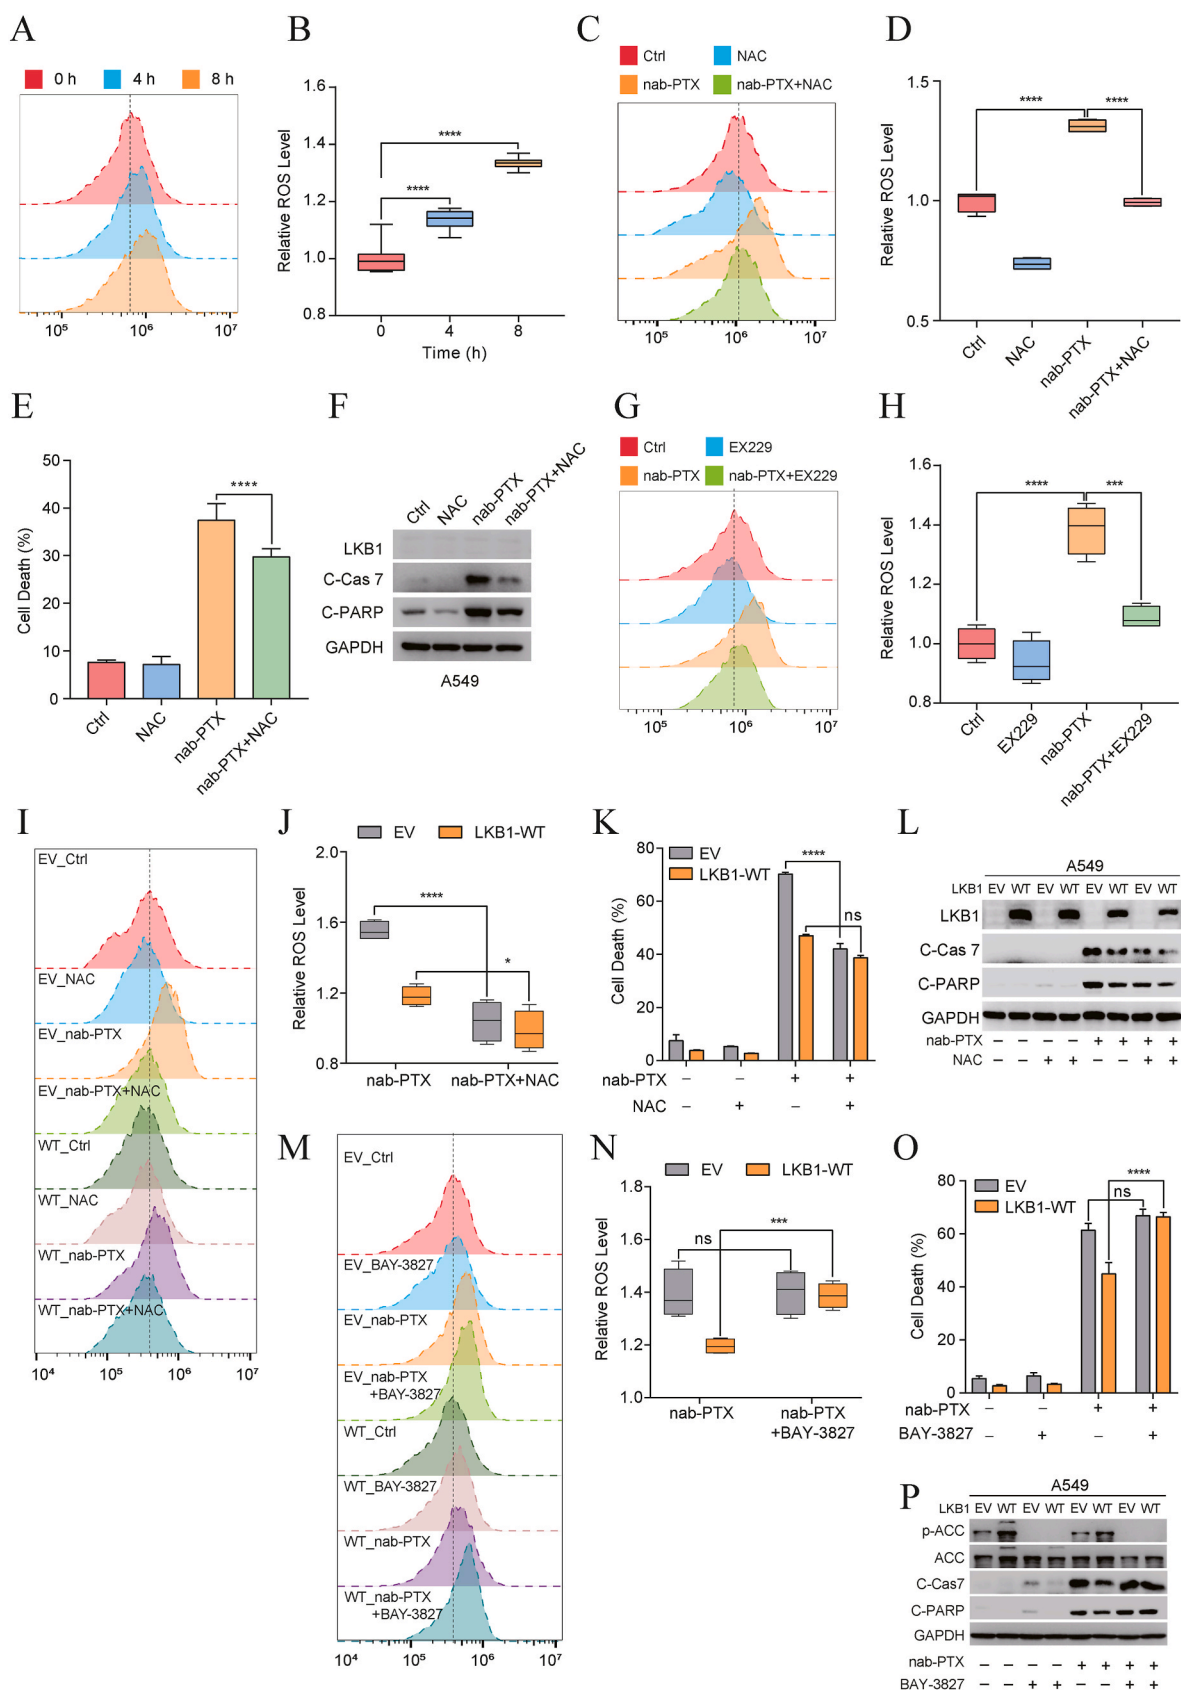 A
0 h 4 h 8 h
10⁵ 10⁶ 10⁷
B
Relative ROS Level
1.6
1.4
1.2
1.0
0.8
****
****
0 4 8
Time (h)
C
Ctrl NAC
nab-PTX nab-PTX+NAC
10⁵ 10⁶ 10⁷
D
Relative ROS Level
1.5
1.0
0.5
**** ****
Ctrl NAC nab-PTX nab-PTX+NAC
E
Cell Death (%)
50
40
30
20
10
0
****
Ctrl NAC nab-PTX nab-PTX+NAC
F
Ctrl NAC nab-PTX nab-PTX+NAC
LKB1
C-Cas 7
C-PARP
GAPDH
A549
G
Ctrl EX229
nab-PTX nab-PTX+EX229
10⁵ 10⁶ 10⁷
H
Relative ROS Level
1.6
1.4
1.2
1.0
0.8
**** ***
Ctrl EX229 nab-PTX nab-PTX+EX229
I
EV_Ctrl
EV_NAC
EV_nab-PTX
EV_nab-PTX+NAC
WT_Ctrl
WT_NAC
WT_nab-PTX
WT_nab-PTX+NAC
10⁴ 10⁵ 10⁶ 10⁷
J
EV LKB1-WT
Relative ROS Level
2.0
1.6
1.2
0.8
****
*
nab-PTX nab-PTX+NAC
K
EV
LKB1-WT
Cell Death (%)
80
60
40
20
0
****
ns
nab-PTX – – + +
NAC – + – +
L
A549
LKB1 EV WT EV WT EV WT EV WT
LKB1
C-Cas 7
C-PARP
GAPDH
nab-PTX – – – – + + + +
NAC – – + + – – + +
M
EV_Ctrl
EV_BAY-3827
EV_nab-PTX
EV_nab-PTX
+BAY-3827
WT_Ctrl
WT_BAY-3827
WT_nab-PTX
WT_nab-PTX
+BAY-3827
10⁴ 10⁵ 10⁶ 10⁷
N
EV LKB1-WT
Relative ROS Level
1.8
1.6
1.4
1.2
1.0
***
ns
nab-PTX nab-PTX
+BAY-3827
O
EV
LKB1-WT
Cell Death (%)
80
60
40
20
0
****
ns
nab-PTX – – + +
BAY-3827 – + – +
P
A549
LKB1 EV WT EV WT EV WT EV WT
p-ACC
ACC
C-Cas7
C-PARP
GAPDH
nab-PTX – – – – + + + +
BAY-3827 – – + + – – + +